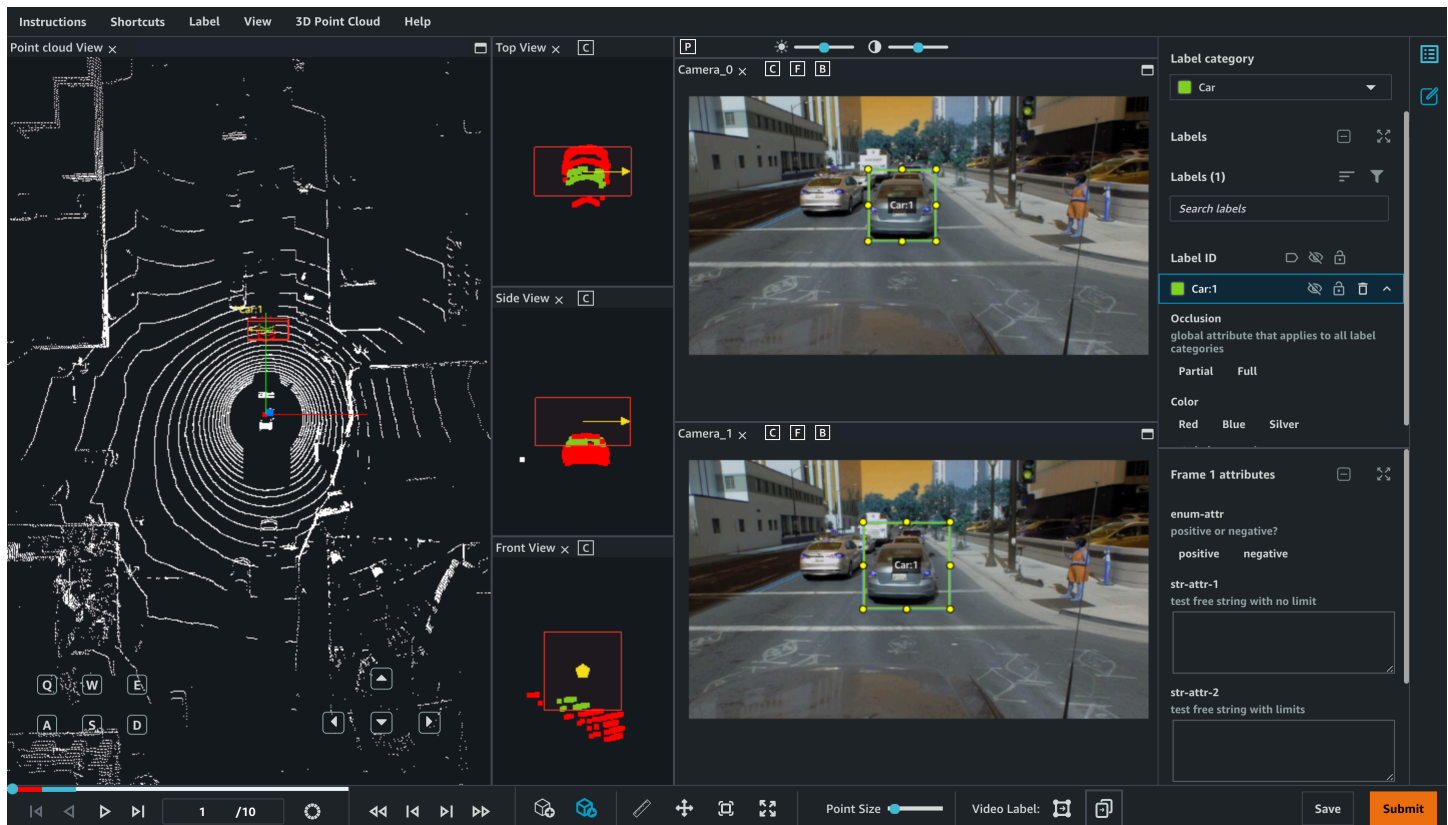 Instructions Shortcuts Label View 3D Point Cloud Help
Point cloud View
Car:1
Q W E
A S D
Top View C
Side View C
Front View C
P
Camera_0 C F B
Car:1
Camera_1 C F B
Car:1
Label category
Car
Labels
Labels (1)
Search labels
Label ID
Car:1
Occlusion
global attribute that applies to all label
categories
Partial Full
Color
Red Blue Silver
Frame 1 attributes
enum-attr
positive or negative?
positive negative
str-attr-1
test free string with no limit
str-attr-2
test free string with limits
1 /10
Point Size
Video Label:
Save
Submit